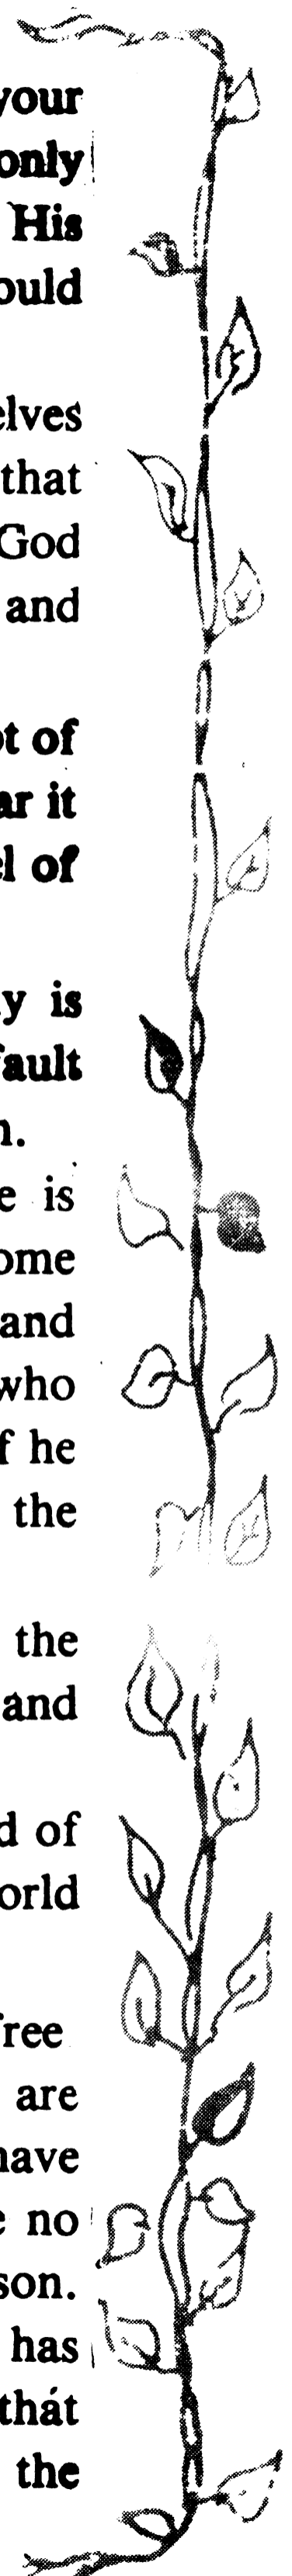 your
only
His
ould
elves
that
God
and
ot of
ar it
el of
y is
fault
n.
e is
ome
and
who
f he
the
the
and
d of
orld
free
are
have
e no
son.
has
thát
the